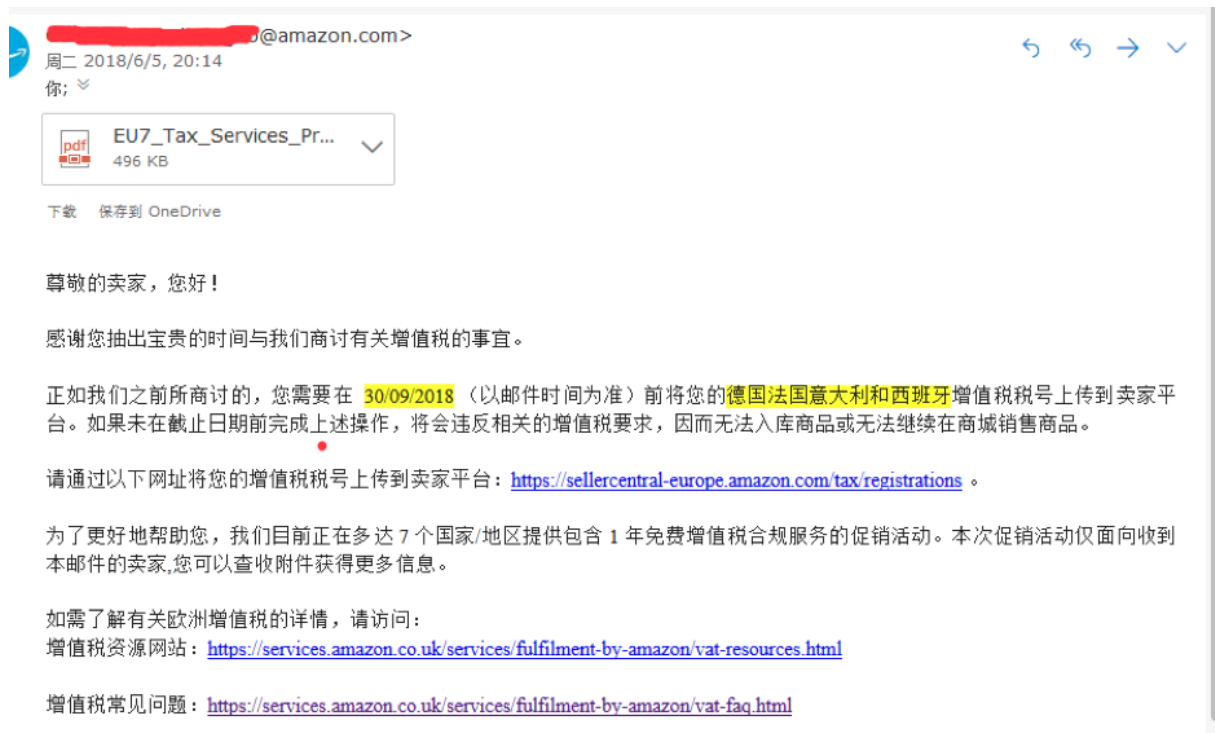 @amazon.com>
周二 2018/6/5, 20:14
你;
pdf
EU7_Tax_Services_Pr...
496 KB
下载 保存到 OneDrive
尊敬的卖家，您好！
感谢您抽出宝贵的时间与我们商讨有关增值税的事宜。
正如我们之前所商讨的，您需要在 30/09/2018 （以邮件时间为准）前将您的德国法国意大利和西班牙增值税税号上传到卖家平
台。如果未在截止日期前完成上述操作，将会违反相关的增值税要求，因而无法入库商品或无法继续在商城销售商品。
请通过以下网址将您的增值税税号上传到卖家平台：https://sellercentral-europe.amazon.com/tax/registrations 。
为了更好地帮助您，我们目前正在多达 7 个国家/地区提供包含 1 年免费增值税合规服务的促销活动。本次促销活动仅面向收到
本邮件的卖家,您可以查收附件获得更多信息。
如需了解有关欧洲增值税的详情，请访问：
增值税资源网站：https://services.amazon.co.uk/services/fulfilment-by-amazon/vat-resources.html
增值税常见问题：https://services.amazon.co.uk/services/fulfilment-by-amazon/vat-faq.html